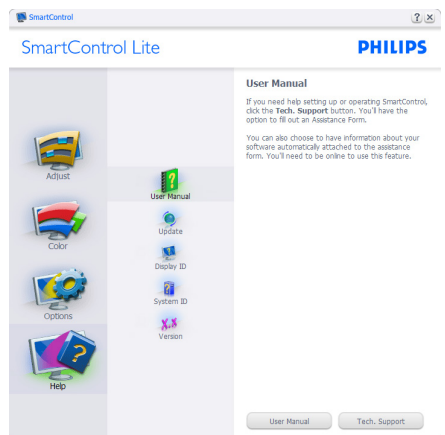 SmartControl
? x
SmartControl Lite
PHILIPS
User Manual
If you need help setting up or operating SmartControl,
click the Tech. Support button. You'll have the
option to fill out an Assistance Form.
You can also choose to have information about your
software automatically attached to the assistance
form. You'll need to be online to use this feature.
Adjust
Color
Options
Help
?
User Manual
Update
Display ID
System ID
X.X
Version
User Manual
Tech. Support